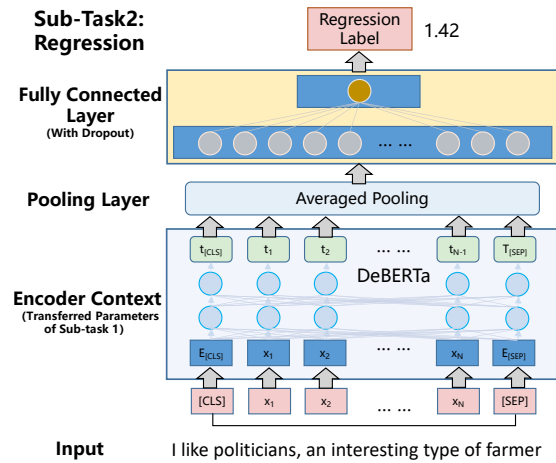 Sub-Task2:
Regression
Regression
Label
1.42
Fully Connected
Layer
(With Dropout)
... ...
Pooling Layer
Averaged Pooling
t[CLS] t1 t2 ... ... tN-1 T[SEP]
DeBERTa
Encoder Context
(Transferred Parameters
of Sub-task 1)
E[CLS] x1 x2 ... ... xN E[SEP]
[CLS] x1 x2 ... ... xN [SEP]
Input
I like politicians, an interesting type of farmer